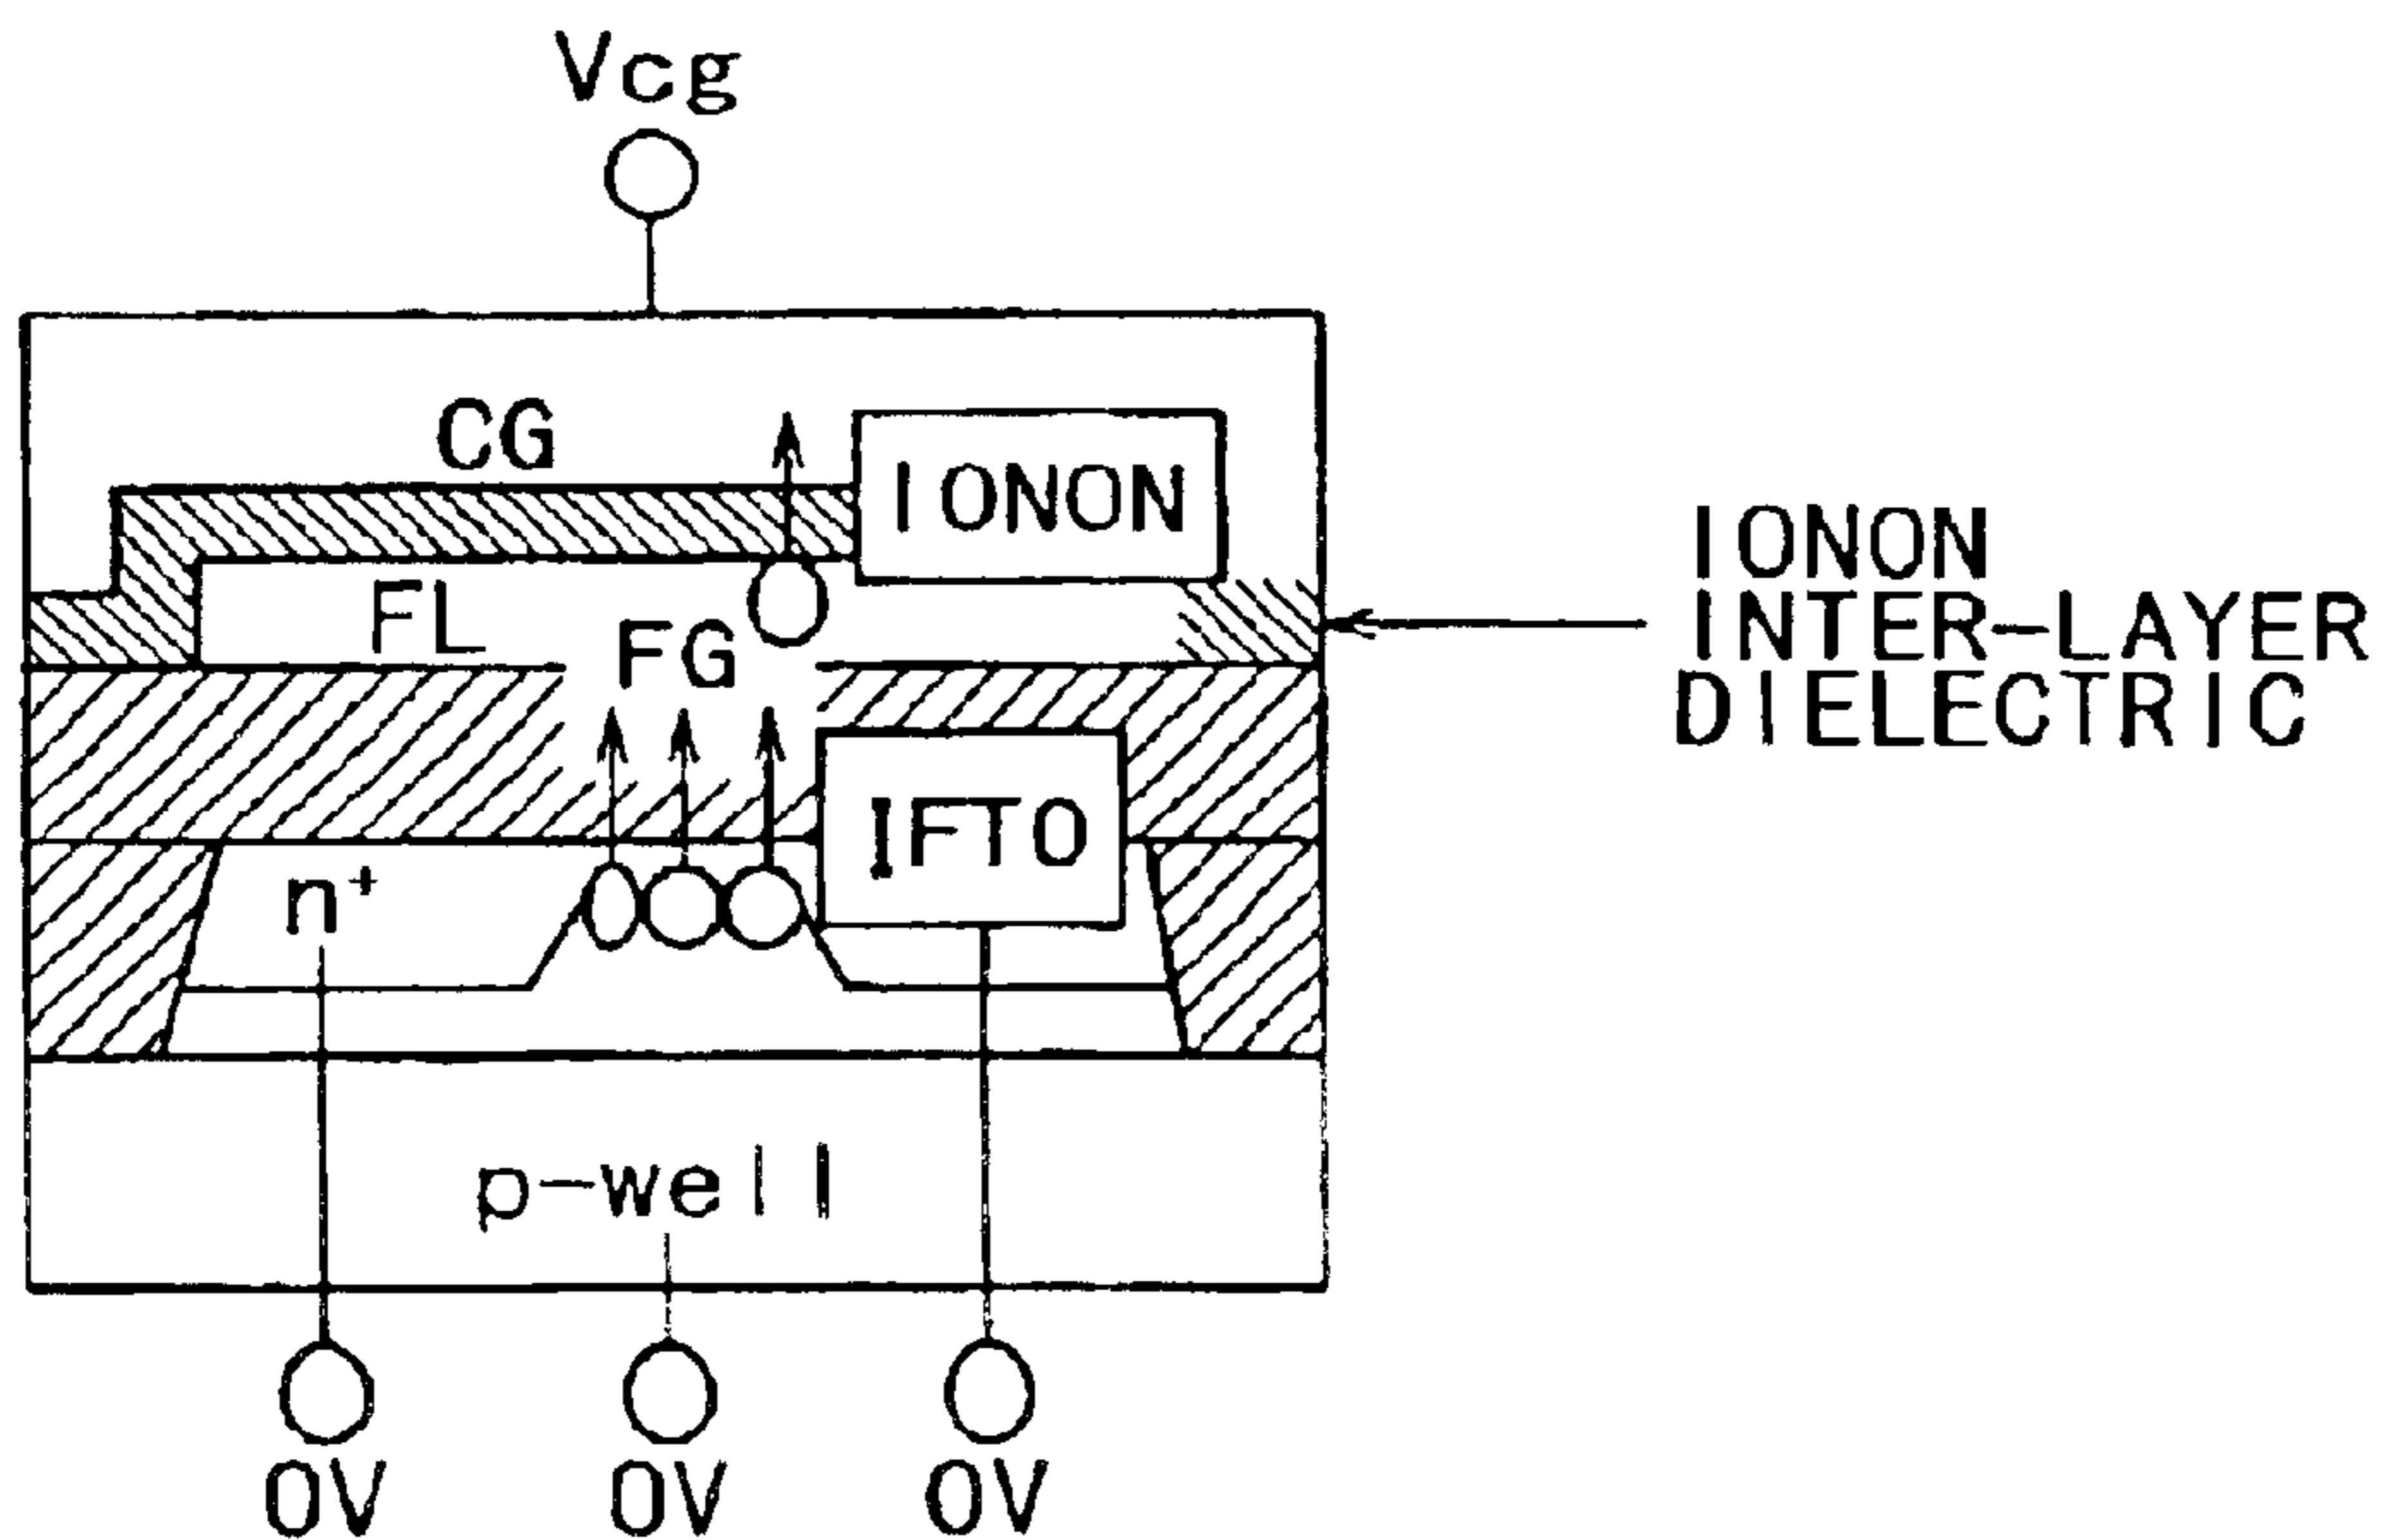 Vcg
CG
IONON
FL
FG
IONON
INTER-LAYER
DIELECTRIC
IFTO
n+
p-well
0V
0V
0V